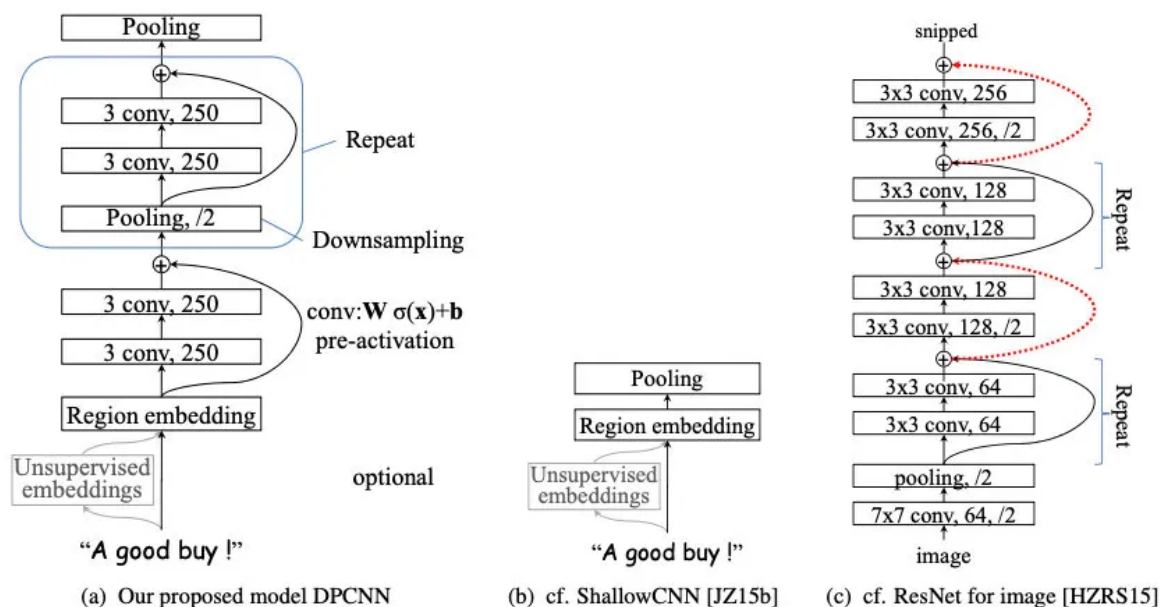 Pooling
3 conv, 250
3 conv, 250
Repeat
Pooling, /2
Downsampling
3 conv, 250
conv:W σ(x)+b
pre-activation
3 conv, 250
Region embedding
Unsupervised
embeddings
optional
“A good buy !”
(a) Our proposed model DPCNN
Pooling
Region embedding
Unsupervised
embeddings
“A good buy !”
(b) cf. ShallowCNN [JZ15b]
snipped
3x3 conv, 256
3x3 conv, 256, /2
3x3 conv, 128
3x3 conv,128
Repeat
3x3 conv, 128
3x3 conv, 128, /2
3x3 conv, 64
3x3 conv, 64
Repeat
pooling, /2
7x7 conv, 64, /2
image
(c) cf. ResNet for image [HZRS15]